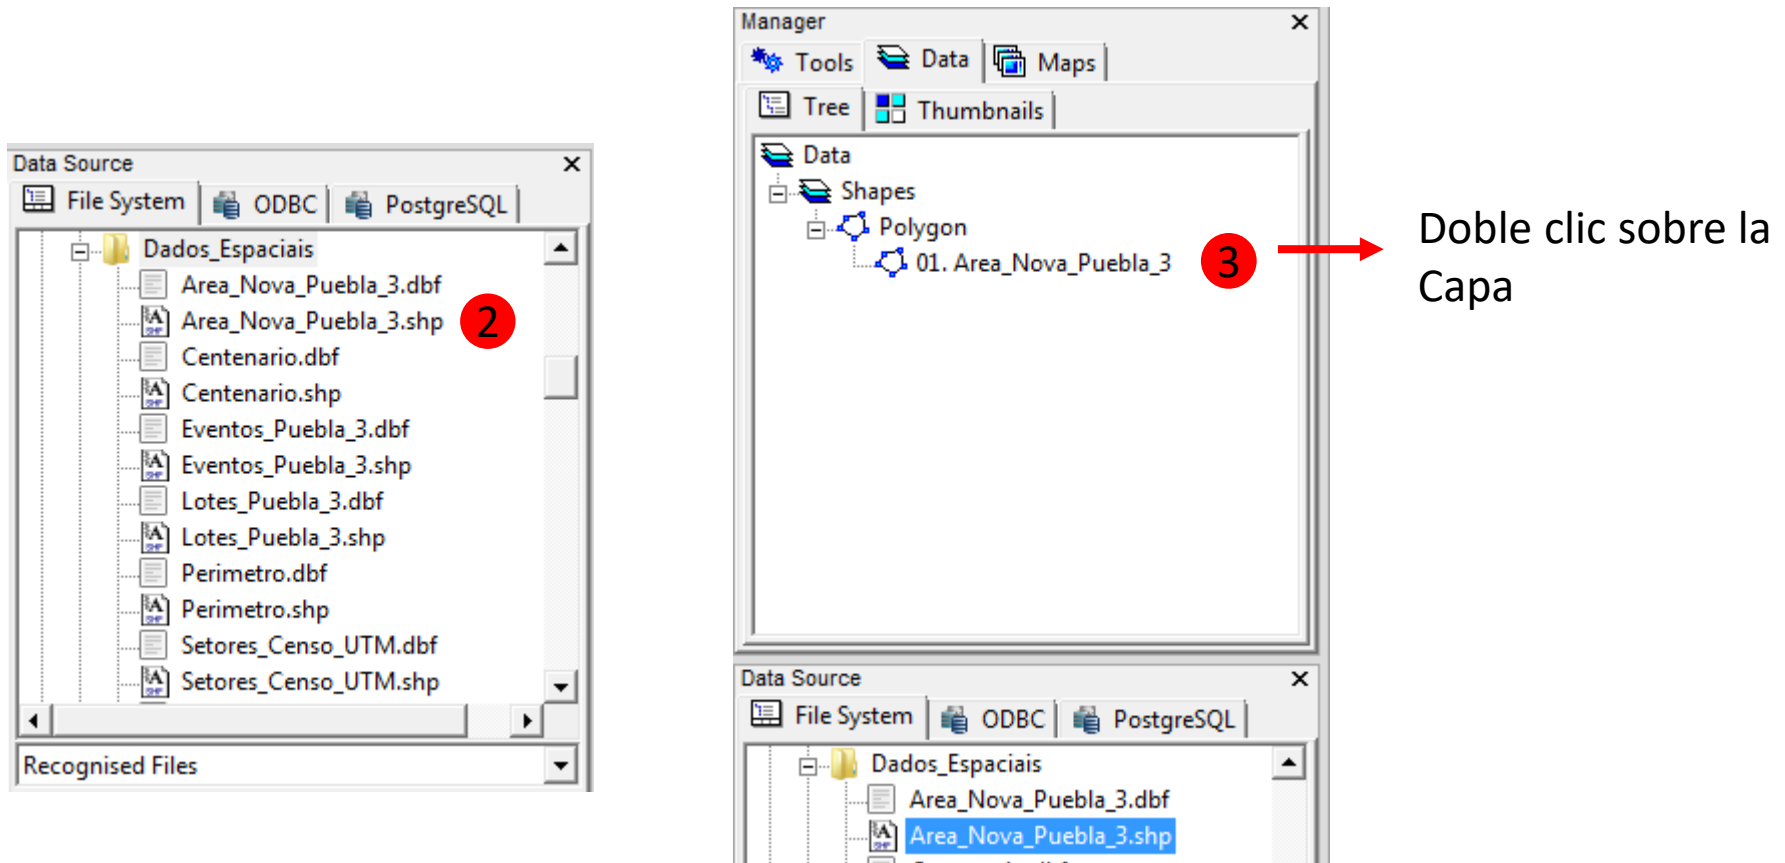 Data Source
File System
ODBC
PostgreSQL
Dados_Espaciais
Area_Nova_Puebla_3.dbf
Area_Nova_Puebla_3.shp
2
Centenario.dbf
Centenario.shp
Eventos_Puebla_3.dbf
Eventos_Puebla_3.shp
Lotes_Puebla_3.dbf
Lotes_Puebla_3.shp
Perimetro.dbf
Perimetro.shp
Setores_Censo_UTM.dbf
Setores_Censo_UTM.shp
Recognised Files
Manager
Tools
Data
Maps
Tree
Thumbnails
Data
Shapes
Polygon
01. Area_Nova_Puebla_3
3
Doble clic sobre la
Capa
Data Source
File System
ODBC
PostgreSQL
Dados_Espaciais
Area_Nova_Puebla_3.dbf
Area_Nova_Puebla_3.shp